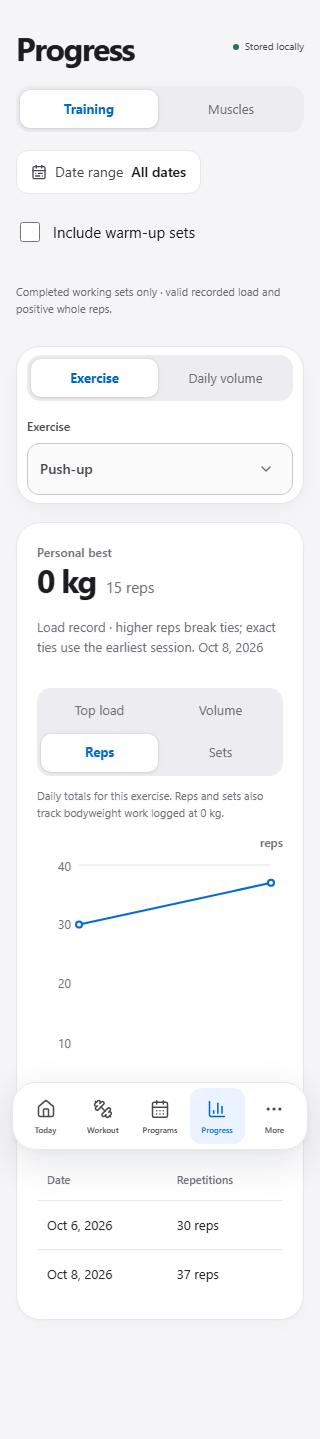 Progress
Stored locally
Training
Muscles
Date range All dates
Include warm-up sets
Completed working sets only · valid recorded load and
positive whole reps.
Exercise
Daily volume
Exercise
Push-up
Personal best
0 kg 15 reps
Load record · higher reps break ties; exact
ties use the earliest session. Oct 8, 2026
Top load
Volume
Reps
Sets
Daily totals for this exercise. Reps and sets also
track bodyweight work logged at 0 kg.
reps
40
30
20
10
Today
Workout
Programs
Progress
More
Date Repetitions
Oct 6, 2026 30 reps
Oct 8, 2026 37 reps